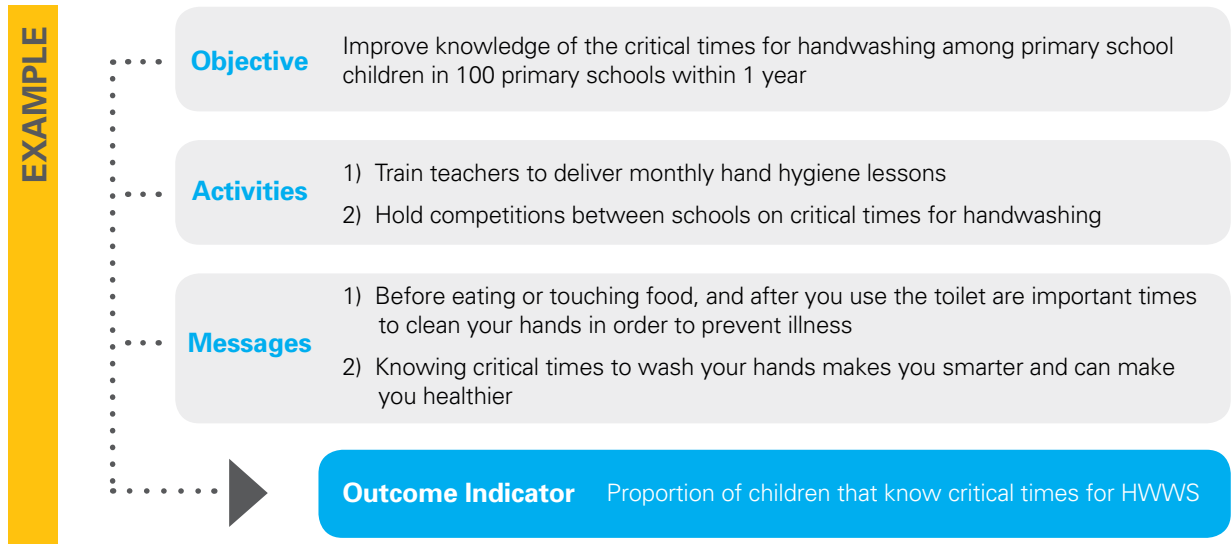 EXAMPLE
Objective
Improve knowledge of the critical times for handwashing among primary school
children in 100 primary schools within 1 year
Activities
1) Train teachers to deliver monthly hand hygiene lessons
2) Hold competitions between schools on critical times for handwashing
Messages
1) Before eating or touching food, and after you use the toilet are important times
to clean your hands in order to prevent illness
2) Knowing critical times to wash your hands makes you smarter and can make
you healthier
Outcome Indicator Proportion of children that know critical times for HWWS